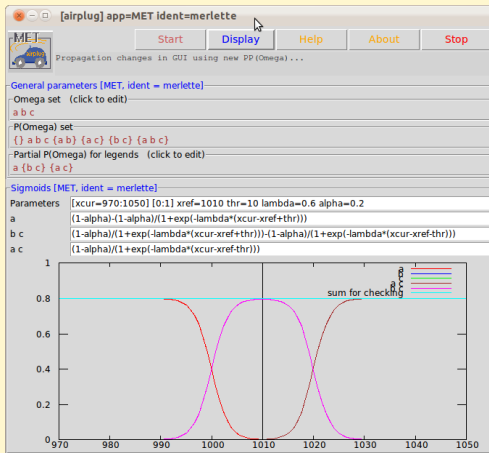 [airplug] app=MET ident=merlette
MET
airplug
Start Display Help About Stop
Propagation changes in GUI using new PP(Omega)...
General parameters [MET, ident = merlette]
Omega set (click to edit)
a b c
P(Omega) set
{} a b c {a b} {a c} {b c} {a b c}
Partial P(Omega) for legends (click to edit)
a {b c} {a c}
Sigmoids [MET, ident = merlette]
Parameters [xcur=970:1050] [0:1] xref=1010 thr=10 lambda=0.6 alpha=0.2
a (1-alpha)-(1-alpha)/(1+exp(-lambda*(xcur-xref+thr)))
b c (1-alpha)/(1+exp(-lambda*(xcur-xref+thr)))-(1-alpha)/(1+exp(-lambda*(xcur-xref-thr)))
a c (1-alpha)/(1+exp(-lambda*(xcur-xref-thr)))
1
a
b
c
a c
sum for checking
0.8
0.6
0.4
0.2
0
970 980 990 1000 1010 1020 1030 1040 1050